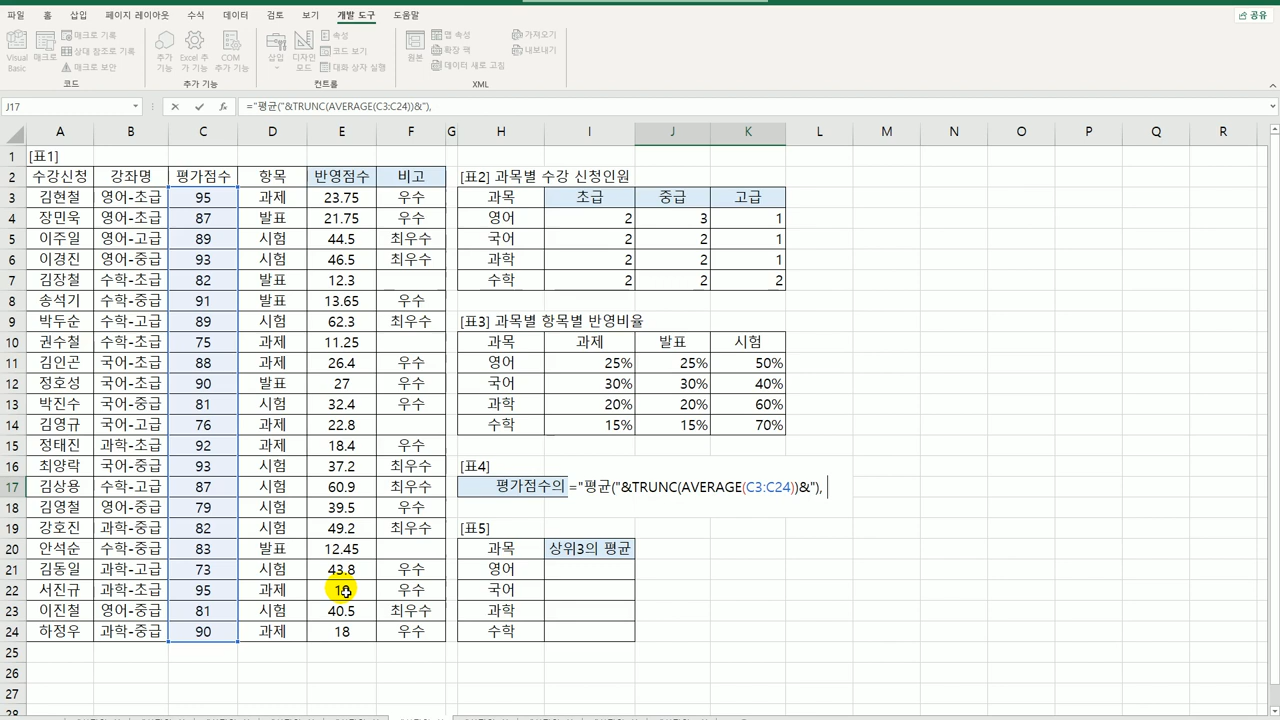 파일 홈 삽입 페이지 레이아웃 수식 데이터 검토 보기 개발 도구 도움말 공유
Visual Basic 매크로 매크로 기록 상대 참조로 기록 매크로 보안
추가 기능 Excel 추가 기능 COM 추가 기능
삽입 디자인 모드 속성 코드 보기 대화 상자 실행
원본 맵 속성 확장 팩 데이터 새로 고침 가져오기 내보내기
코드 추가 기능 컨트롤 XML
J17 ="평균("&TRUNC(AVERAGE(C3:C24))&"),
A B C D E F G H I J K L M N O P Q R
1 [표1]
2 수강신청 강좌명 평가점수 항목 반영점수 비고 [표2] 과목별 수강 신청인원
3 김현철 영어-초급 95 과제 23.75 우수 과목 초급 중급 고급
4 장민욱 영어-초급 87 발표 21.75 우수 영어 2 3 1
5 이주일 영어-고급 89 시험 44.5 최우수 국어 2 2 1
6 이경진 영어-중급 93 시험 46.5 최우수 과학 2 2 1
7 김장철 수학-초급 82 발표 12.3 수학 2 2 2
8 송석기 수학-중급 91 발표 13.65 우수
9 박두순 수학-고급 89 시험 62.3 최우수 [표3] 과목별 항목별 반영비율
10 권수철 수학-초급 75 과제 11.25 과목 과제 발표 시험
11 김인곤 국어-초급 88 과제 26.4 우수 영어 25% 25% 50%
12 정호성 국어-초급 90 발표 27 우수 국어 30% 30% 40%
13 박진수 국어-중급 81 시험 32.4 우수 과학 20% 20% 60%
14 김영규 국어-고급 76 과제 22.8 수학 15% 15% 70%
15 정태진 과학-초급 92 과제 18.4 우수
16 최양락 국어-중급 93 시험 37.2 최우수 [표4]
17 김상용 수학-고급 87 시험 60.9 최우수 평가점수의 ="평균("&TRUNC(AVERAGE(C3:C24))&"),
18 김영철 영어-중급 79 시험 39.5 우수
19 강호진 과학-중급 82 시험 49.2 최우수 [표5]
20 안석순 수학-중급 83 발표 12.45 과목 상위3의 평균
21 김동일 과학-고급 73 시험 43.8 우수 영어
22 서진규 과학-초급 95 과제 우수 국어
23 이진철 영어-중급 81 시험 40.5 최우수 과학
24 하정우 과학-중급 90 과제 18 우수 수학
25
26
27
28